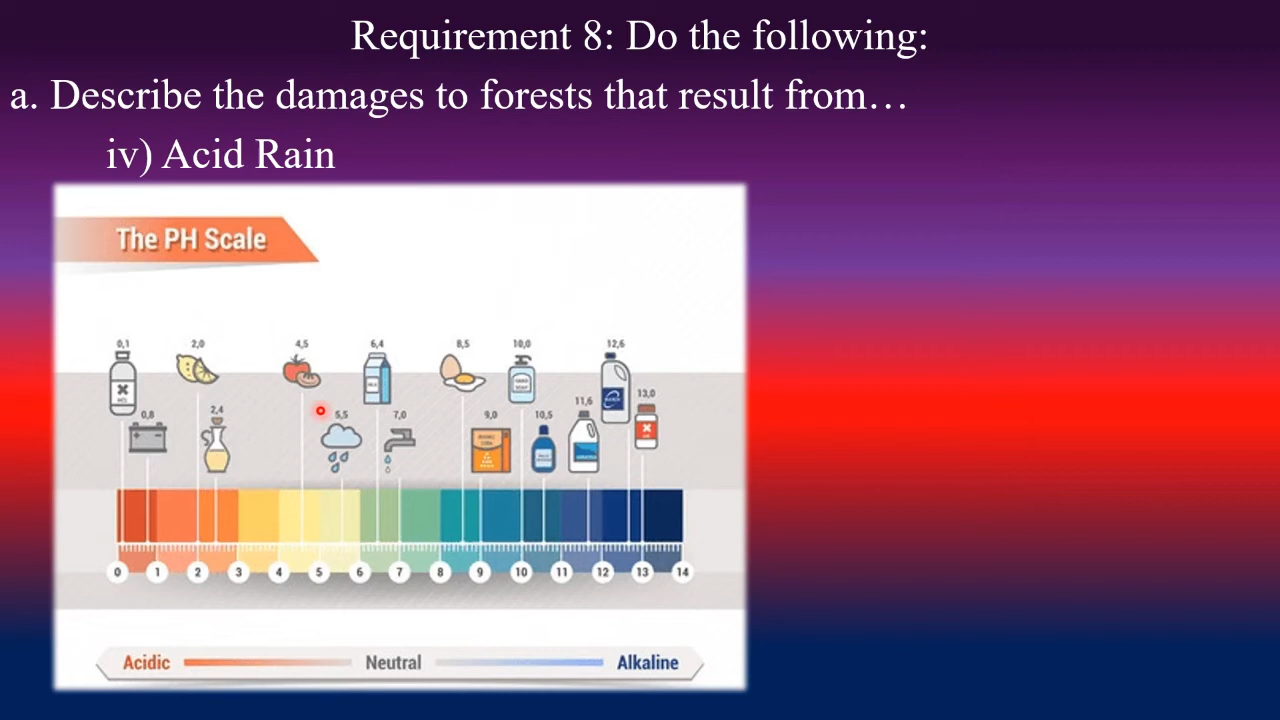 Requirement 8: Do the following:
a. Describe the damages to forests that result from…
iv) Acid Rain
The PH Scale
0,1 2,0 4,5 6,4 8,5 10,0 12,6
0,8 2,4 5,5 7,0 9,0 10,5 11,6 13,0
0 1 2 3 4 5 6 7 8 9 10 11 12 13 14
Acidic Neutral Alkaline